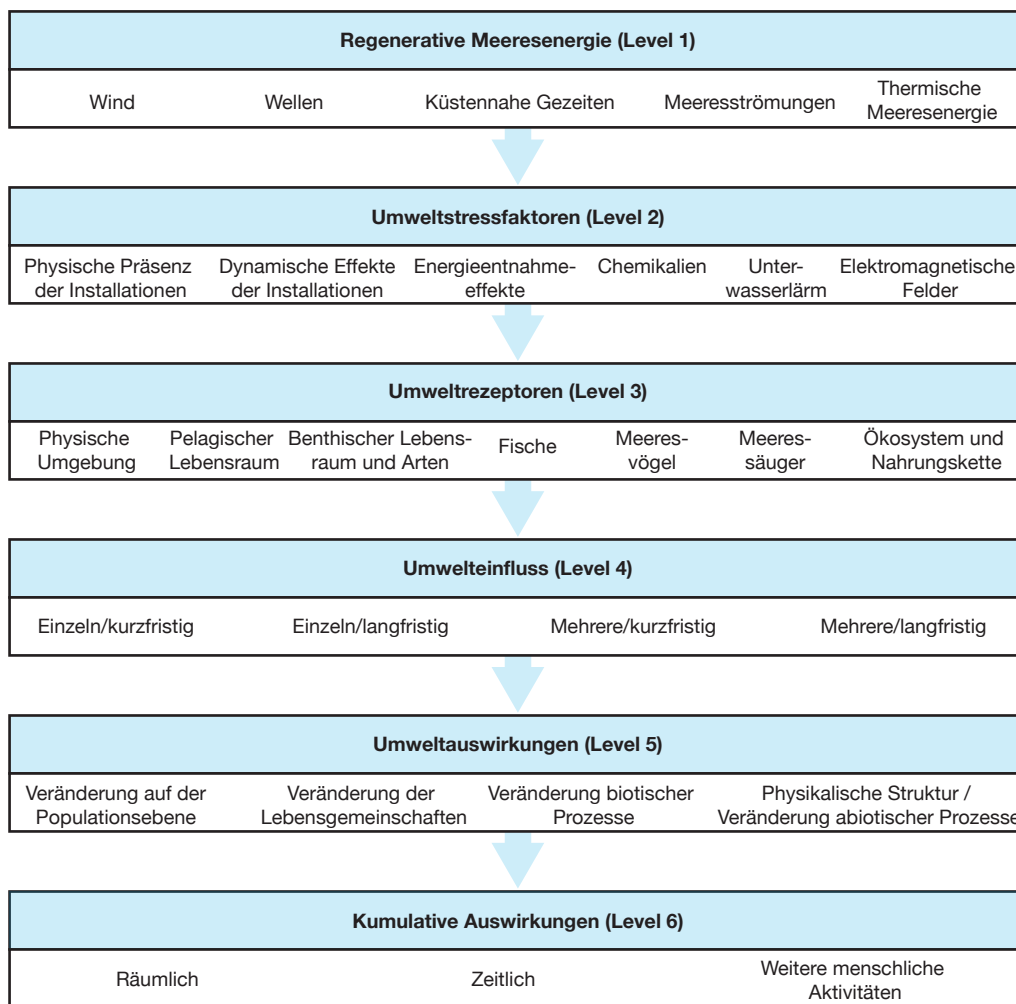 Regenerative Meeresenergie (Level 1)
Wind Wellen Küstennahe Gezeiten Meeresströmungen Thermische
Meeresenergie
Umweltstressfaktoren (Level 2)
Physische Präsenz Dynamische Effekte Energieentnahme- Chemikalien Unter- Elektromagnetische
der Installationen der Installationen effekte wasserlärm Felder
Umweltrezeptoren (Level 3)
Physische Pelagischer Benthischer Lebens- Fische Meeres- Meeres- Ökosystem und
Umgebung Lebensraum raum und Arten vögel säuger Nahrungskette
Umwelteinfluss (Level 4)
Einzeln/kurzfristig Einzeln/langfristig Mehrere/kurzfristig Mehrere/langfristig
Umweltauswirkungen (Level 5)
Veränderung auf der Veränderung der Veränderung biotischer Physikalische Struktur /
Populationsebene Lebensgemeinschaften Prozesse Veränderung abiotischer Prozesse
Kumulative Auswirkungen (Level 6)
Räumlich Zeitlich Weitere menschliche
Aktivitäten